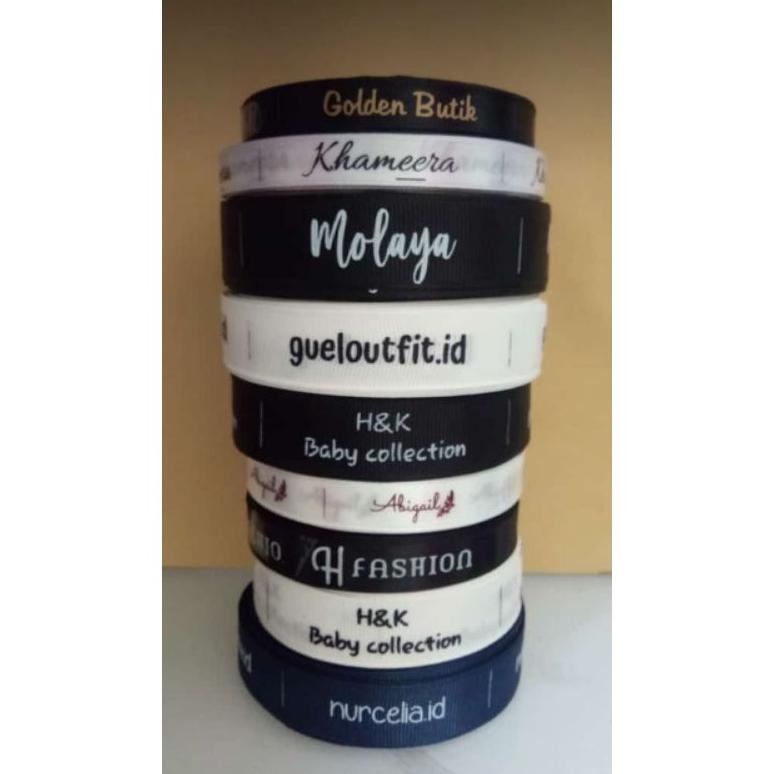 Golden Butik
Khameera
Molaya
gueloutfit.id
H&K
Baby collection
Abigail
H FASHION
H&K
Baby collection
nurcelia.id